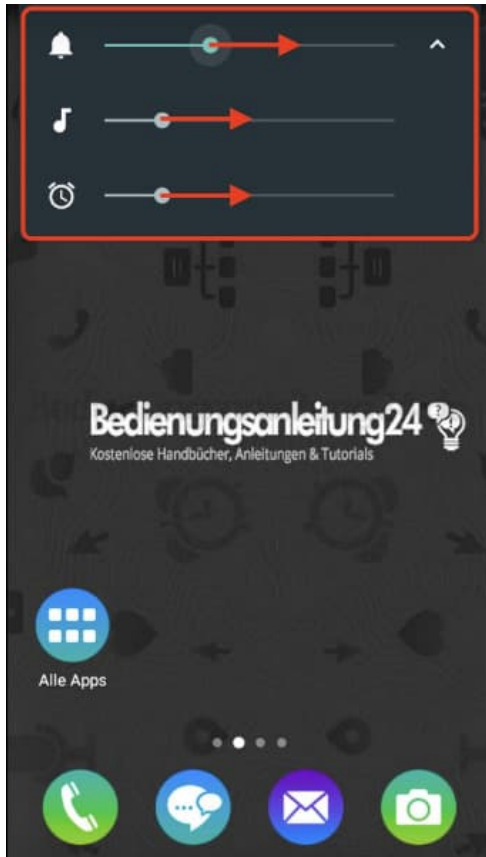 Bedienungsanleitung24
Kostenlose Handbücher, Anleitungen & Tutorials
Alle Apps